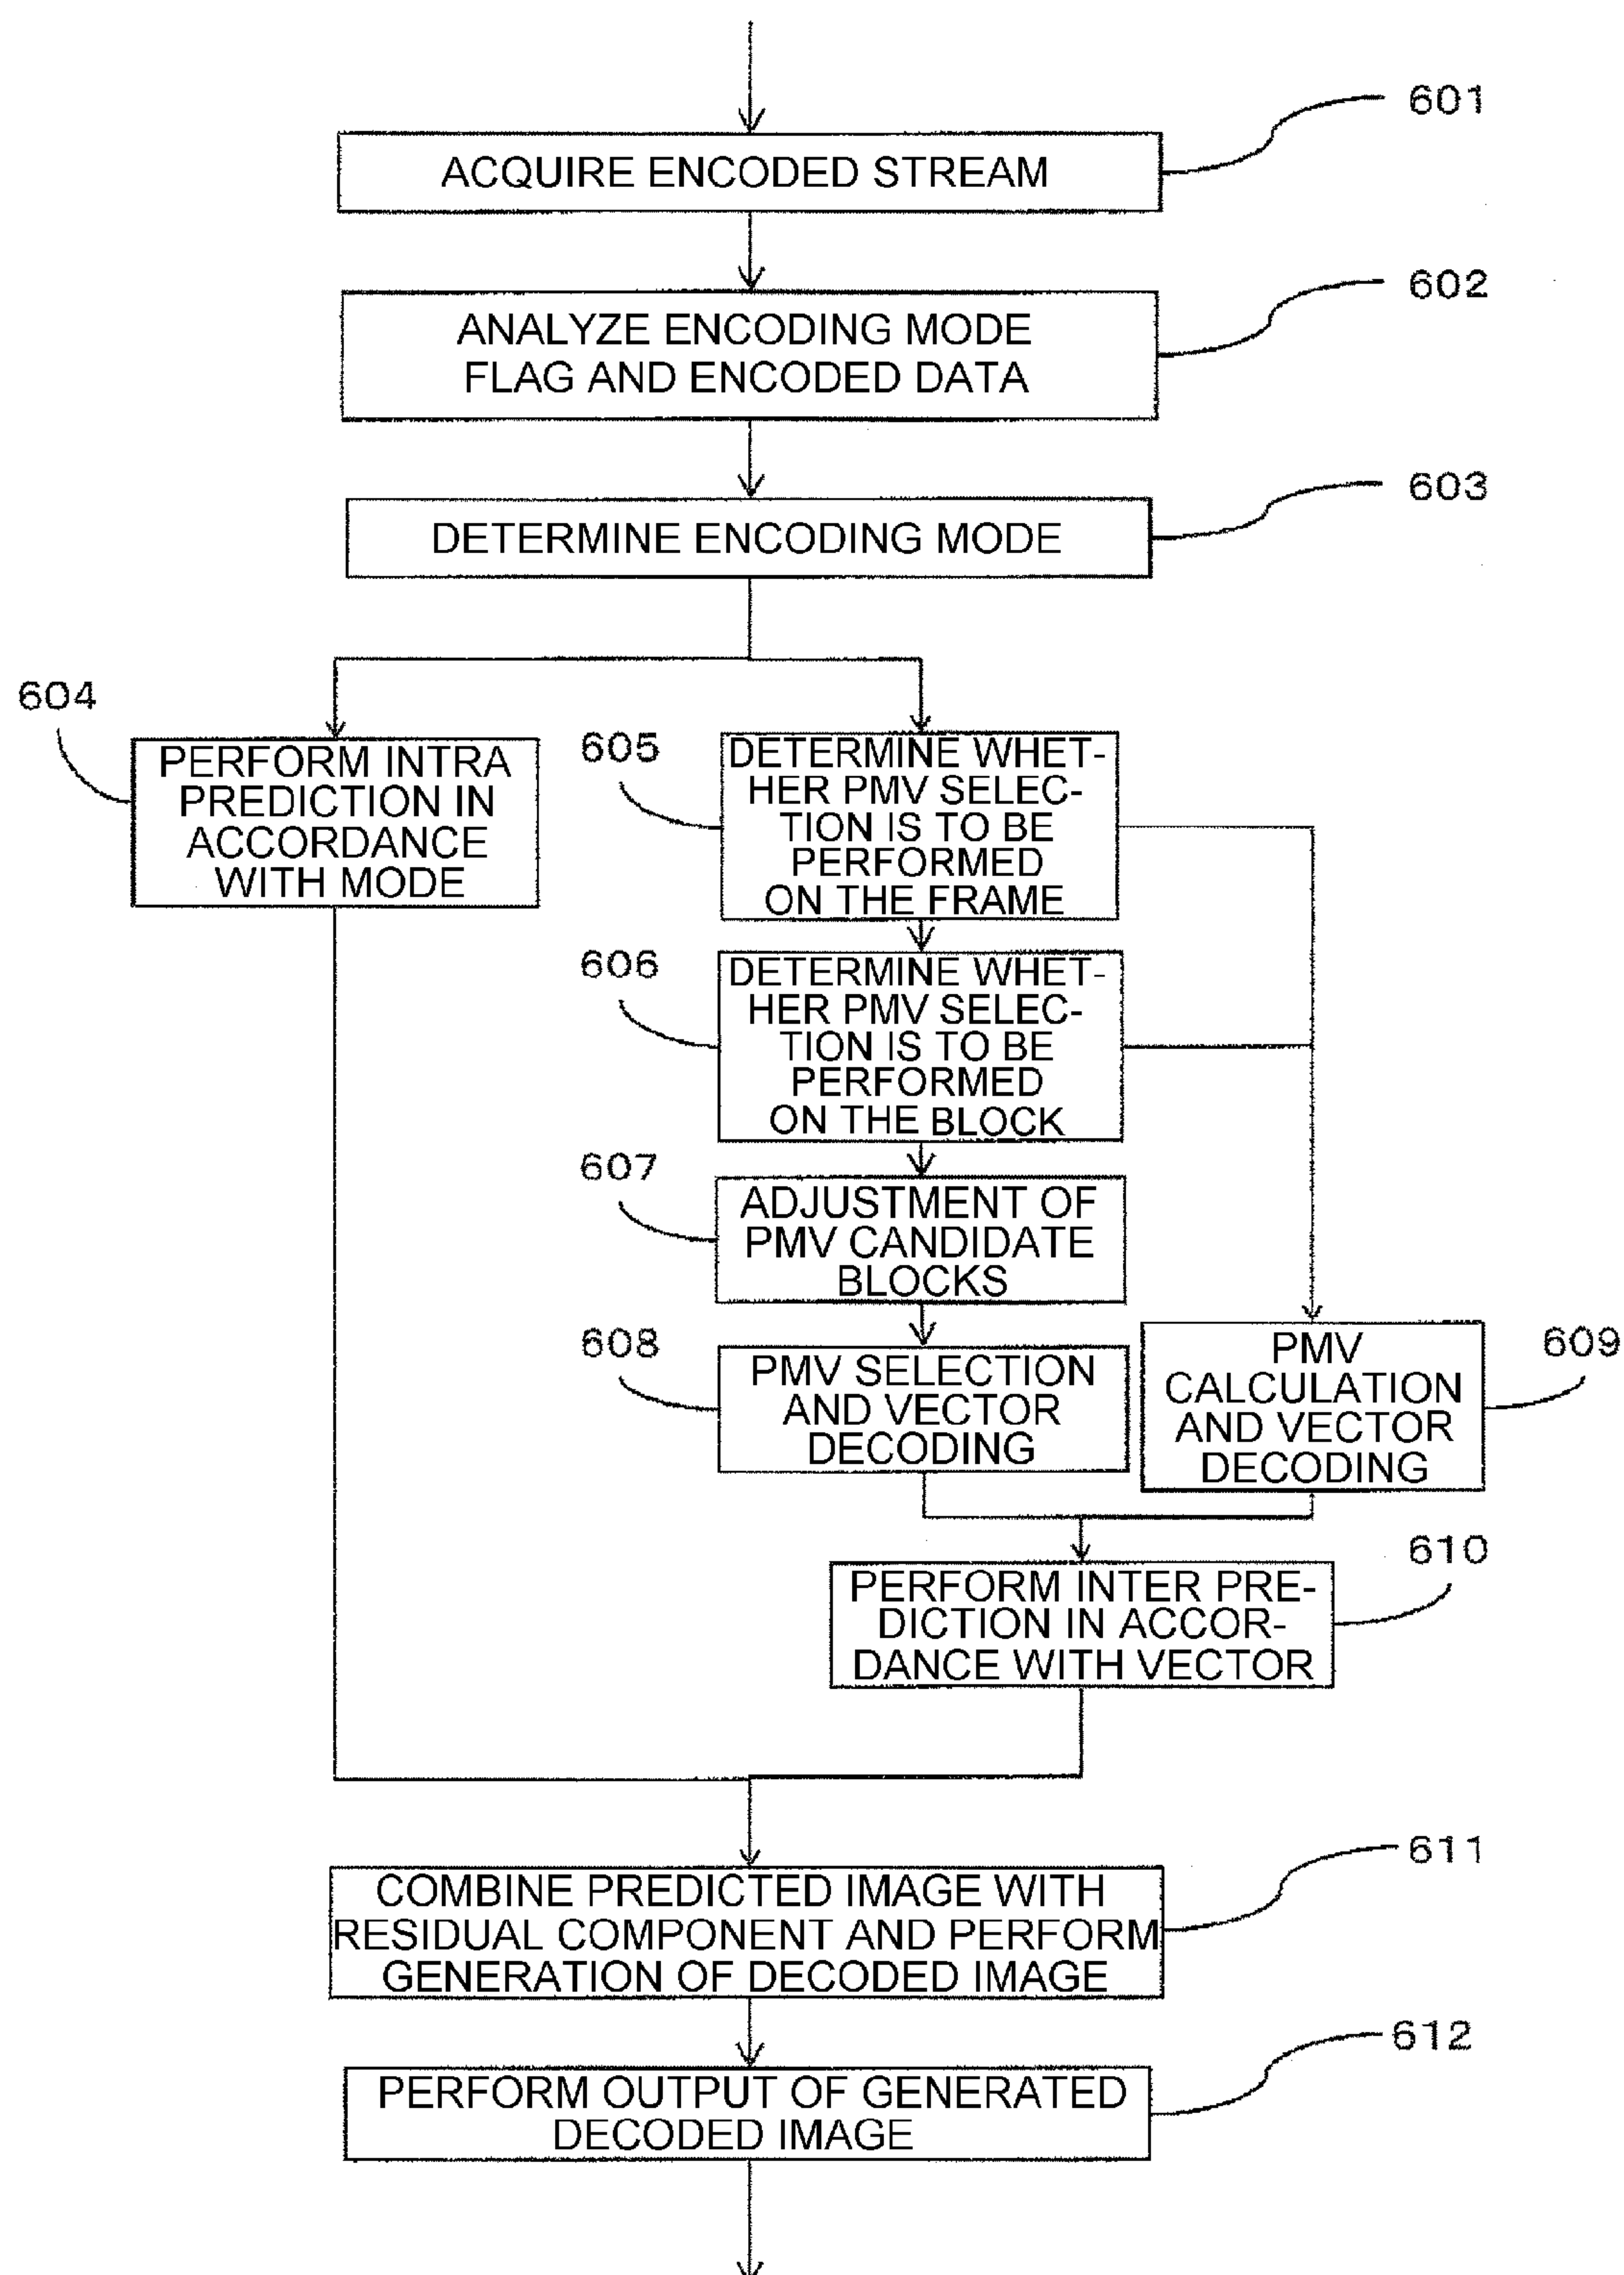 601
ACQUIRE ENCODED STREAM
602
ANALYZE ENCODING MODE
FLAG AND ENCODED DATA
603
DETERMINE ENCODING MODE
604
PERFORM INTRA
PREDICTION IN
ACCORDANCE
WITH MODE
605
DETERMINE WHET-
HER PMV SELEC-
TION IS TO BE
PERFORMED
ON THE FRAME
606
DETERMINE WHET-
HER PMV SELEC-
TION IS TO BE
PERFORMED
ON THE BLOCK
607
ADJUSTMENT OF
PMV CANDIDATE
BLOCKS
608
PMV SELECTION
AND VECTOR
DECODING
609
PMV
CALCULATION
AND VECTOR
DECODING
610
PERFORM INTER PRE-
DICTION IN ACCOR-
DANCE WITH VECTOR
611
COMBINE PREDICTED IMAGE WITH
RESIDUAL COMPONENT AND PERFORM
GENERATION OF DECODED IMAGE
612
PERFORM OUTPUT OF GENERATED
DECODED IMAGE